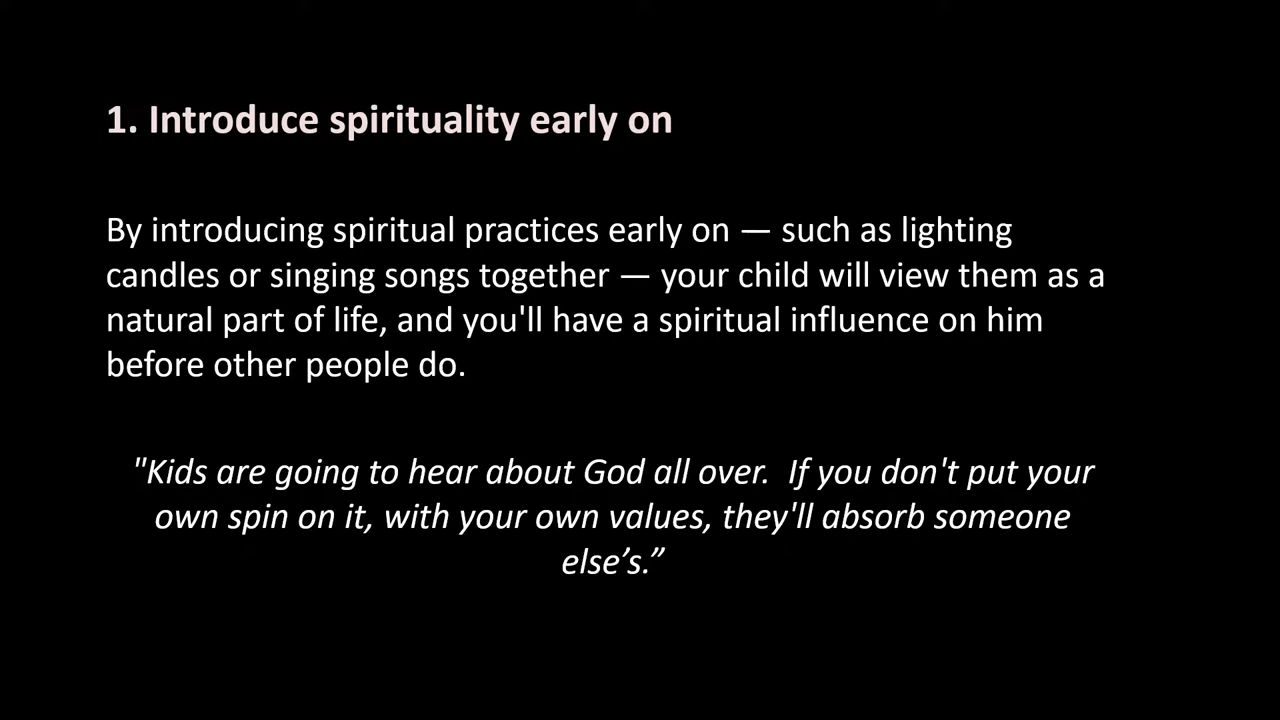 1. Introduce spirituality early on
By introducing spiritual practices early on — such as lighting
candles or singing songs together — your child will view them as a
natural part of life, and you'll have a spiritual influence on him
before other people do.
"Kids are going to hear about God all over.  If you don't put your
own spin on it, with your own values, they'll absorb someone
else’s.”